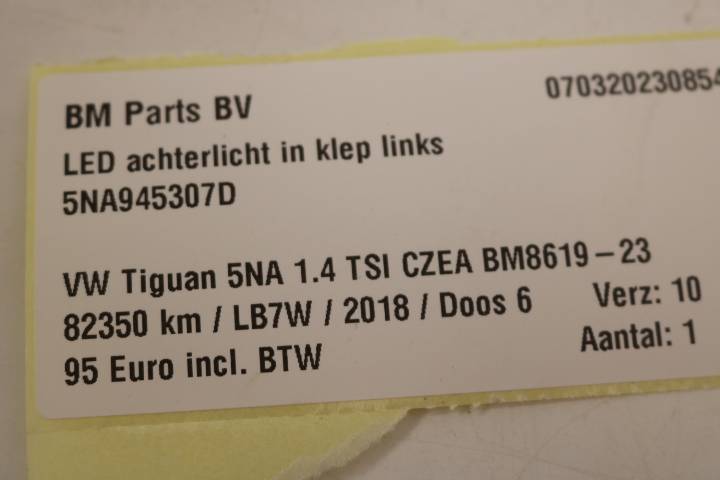 BM Parts BV
070320230854
LED achterlicht in klep links
5NA945307D
VW Tiguan 5NA 1.4 TSI CZEA BM8619-23
82350 km / LB7W / 2018 / Doos 6
Verz: 10
95 Euro incl. BTW
Aantal: 1